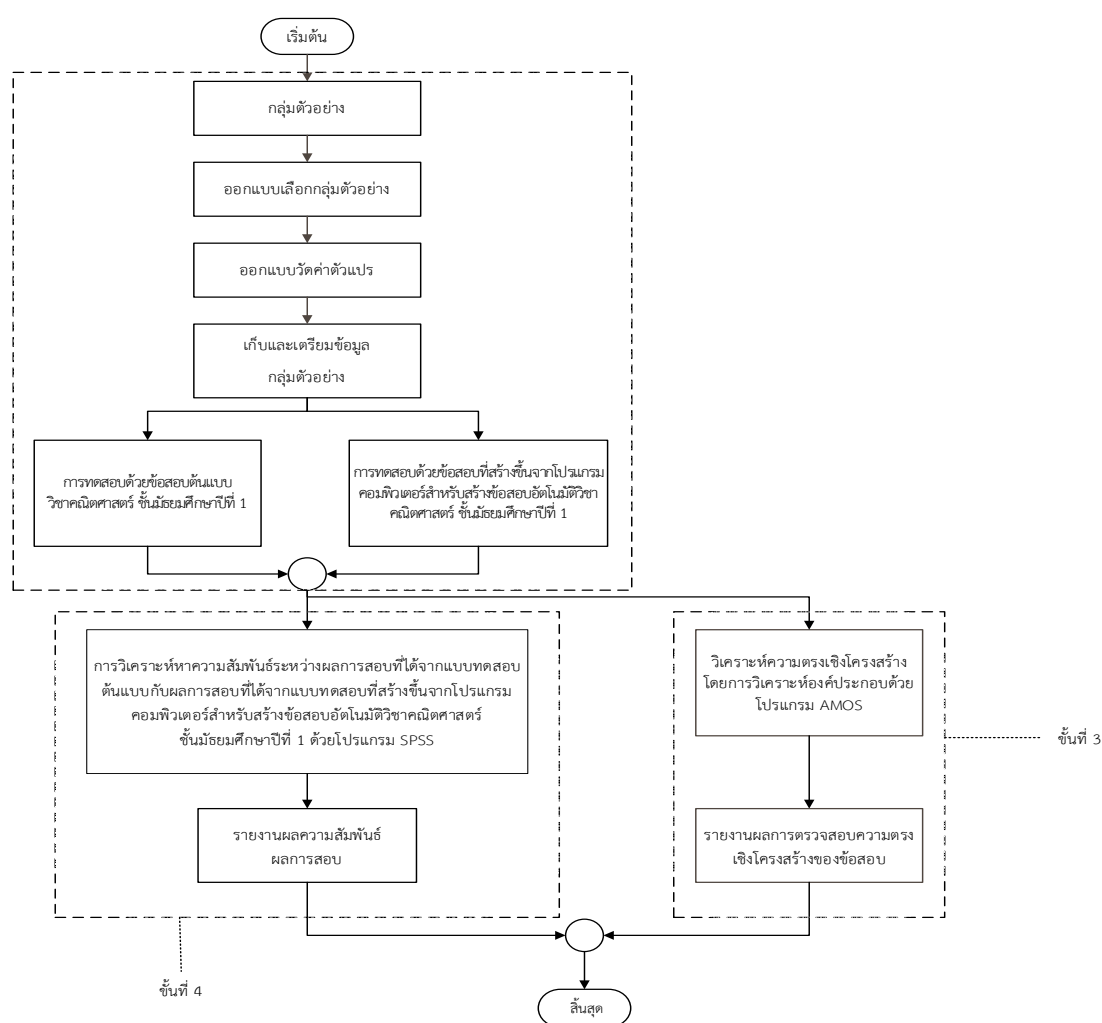 เริ่มต้น
กลุ่มตัวอย่าง
ออกแบบเลือกกลุ่มตัวอย่าง
ออกแบบวัดค่าตัวแปร
เก็บและเตรียมข้อมูล
กลุ่มตัวอย่าง
การทดสอบด้วยข้อสอบต้นแบบ
วิชาคณิตศาสตร์ ชั้นมัธยมศึกษาปีที่ 1
การทดสอบด้วยข้อสอบที่สร้างขึ้นจากโปรแกรม
คอมพิวเตอร์สำหรับสร้างข้อสอบอัตโนมัติวิชา
คณิตศาสตร์ ชั้นมัธยมศึกษาปีที่ 1
การวิเคราะห์หาความสัมพันธ์ระหว่างผลการสอบที่ได้จากแบบทดสอบ
ต้นแบบกับผลการสอบที่ได้จากแบบทดสอบที่สร้างขึ้นจากโปรแกรม
คอมพิวเตอร์สำหรับสร้างข้อสอบอัตโนมัติวิชาคณิตศาสตร์
ชั้นมัธยมศึกษาปีที่ 1 ด้วยโปรแกรม SPSS
วิเคราะห์ความตรงเชิงโครงสร้าง
โดยการวิเคราะห์องค์ประกอบด้วย
โปรแกรม AMOS
ขั้นที่ 3
รายงานผลความสัมพันธ์
ผลการสอบ
รายงานผลการตรวจสอบความตรง
เชิงโครงสร้างของข้อสอบ
ขั้นที่ 4
สิ้นสุด